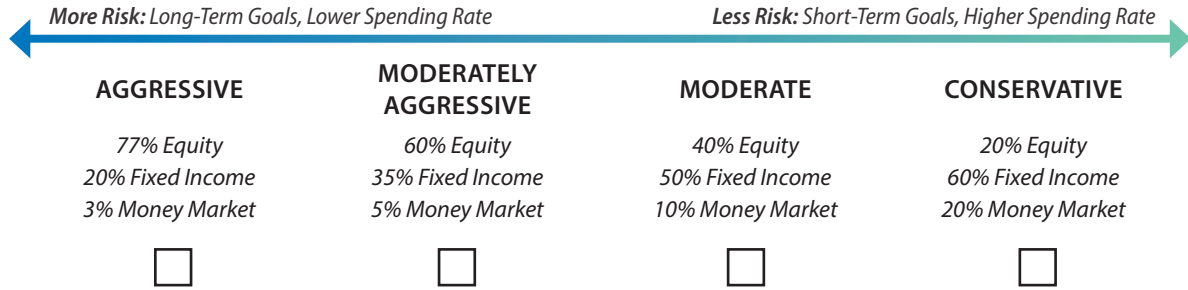 More Risk: Long-Term Goals, Lower Spending Rate
Less Risk: Short-Term Goals, Higher Spending Rate
AGGRESSIVE
77% Equity
20% Fixed Income
3% Money Market
MODERATELY
AGGRESSIVE
60% Equity
35% Fixed Income
5% Money Market
MODERATE
40% Equity
50% Fixed Income
10% Money Market
CONSERVATIVE
20% Equity
60% Fixed Income
20% Money Market